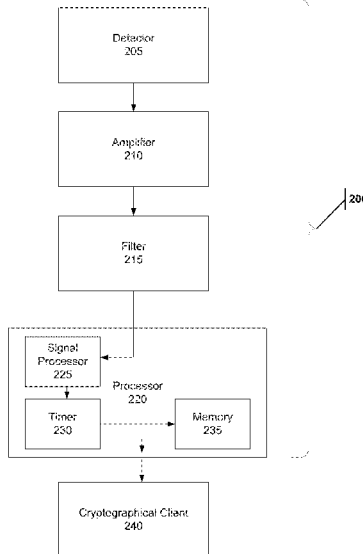 Detector
205
Amplifier
210
200
Filter
215
Signal
Processor
225
Processor
220
Timer
230
Memory
235
Cryptographical Client
240